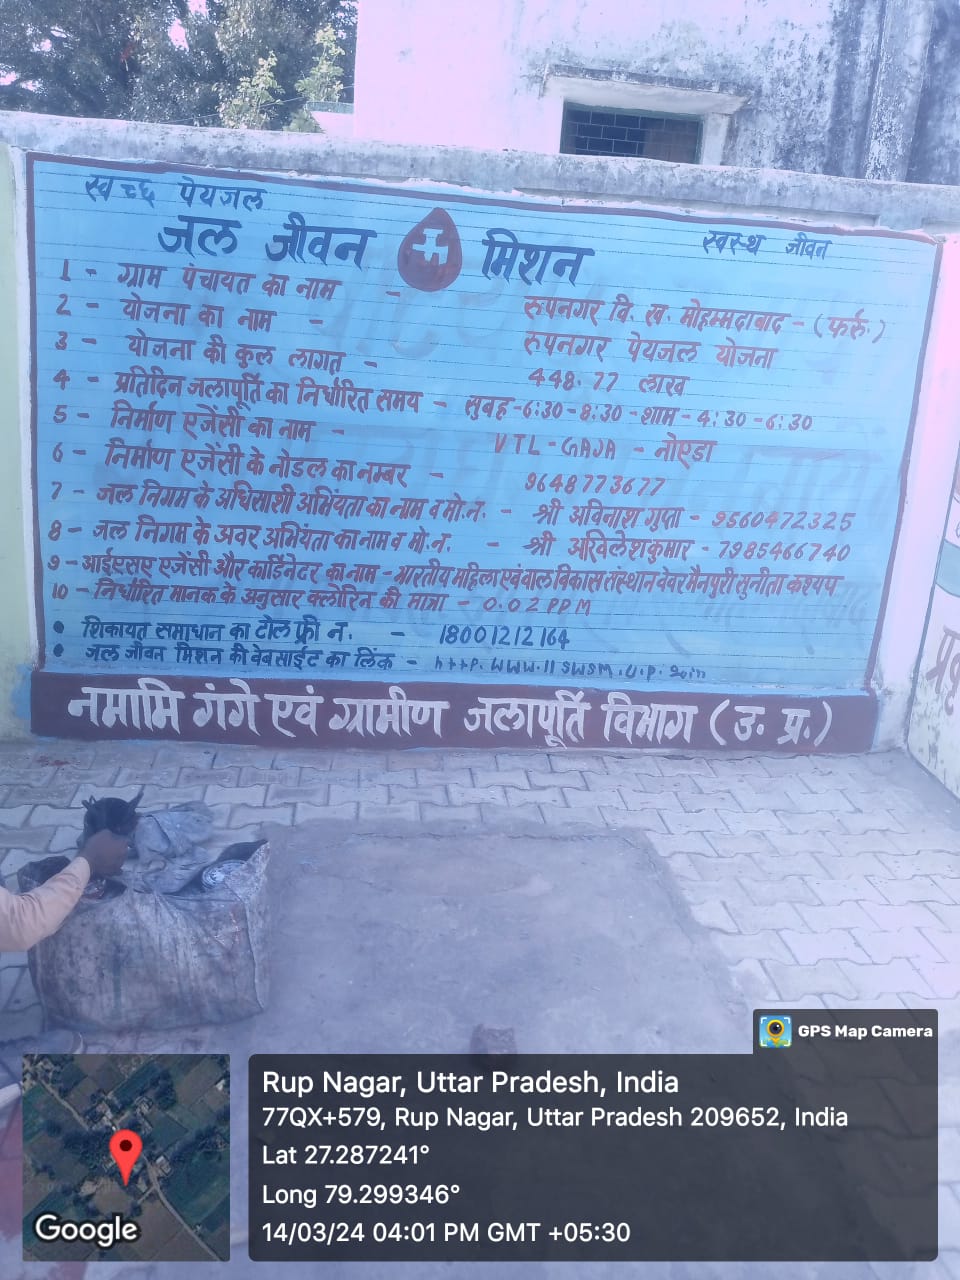 स्वच्छ पेयजल
स्वस्थ जीवन
जल जीवन मिशन
1 - ग्राम पंचायत का नाम - रूपनगर वि. ख. मोहम्मदाबाद - (फर्रु.)
2 - योजना का नाम - रूपनगर पेयजल योजना
3 - योजना की कुल लागत - 448.77 लाख
4 - प्रतिदिन जलापूर्ति का निर्धारित समय - सुबह - 6:30 - 8:30 - शाम - 4:30 - 6:30
5 - निर्माण एजेंसी का नाम - VTL - GAJA - नोएडा
6 - निर्माण एजेंसी के नोडल का नम्बर - 9648773677
7 - जल निगम के अधिसाशी अभियंता का नाम व मो.न. - श्री अविनाश गुप्ता - 9560472325
8 - जल निगम के अवर अभियंता का नाम व मो.न. - श्री अखिलेश कुमार - 7985466740
9 - आईएसए एजेंसी और कार्डिनेटर का नाम - भारतीय महिला एवं बाल विकास संस्थान वेवर मैनपुरी सुनीता कश्यप
10 - निर्धारित मानक के अनुसार क्लोरिन की मात्रा - 0.02 PPM
• शिकायत समाधान का टोल फ्री न. - 18001212164
• जल जीवन मिशन की वेबसाईट का लिंक - http.www.11swsm.u.p.
नमामि गंगे एवं ग्रामीण जलापूर्ति विभाग (उ. प्र.)
GPS Map Camera
Rup Nagar, Uttar Pradesh, India
77QX+579, Rup Nagar, Uttar Pradesh 209652, India
Lat 27.287241°
Long 79.299346°
14/03/24 04:01 PM GMT +05:30
Google